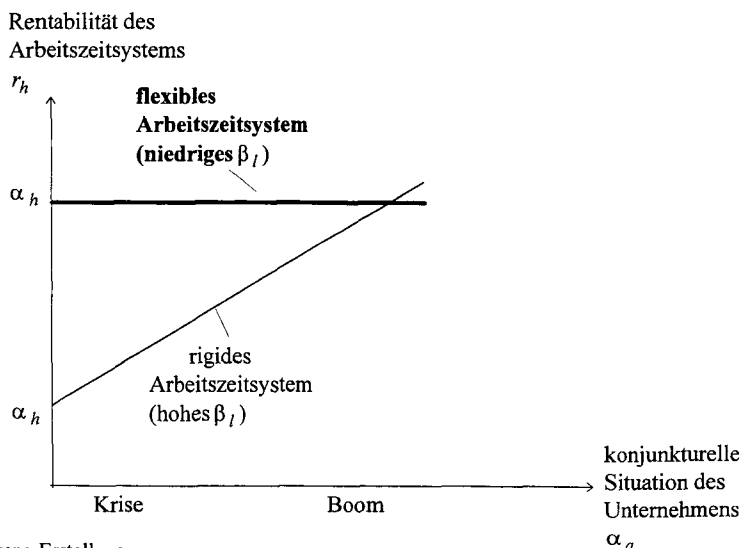 Rentabilität des
Arbeitszeitsystems
r_h
flexibles
Arbeitszeitsystem
(niedriges β_l)
α_h
rigides
Arbeitszeitsystem
(hohes β_l)
α_h
konjunkturelle
Situation des
Unternehmens
α_g
Krise Boom